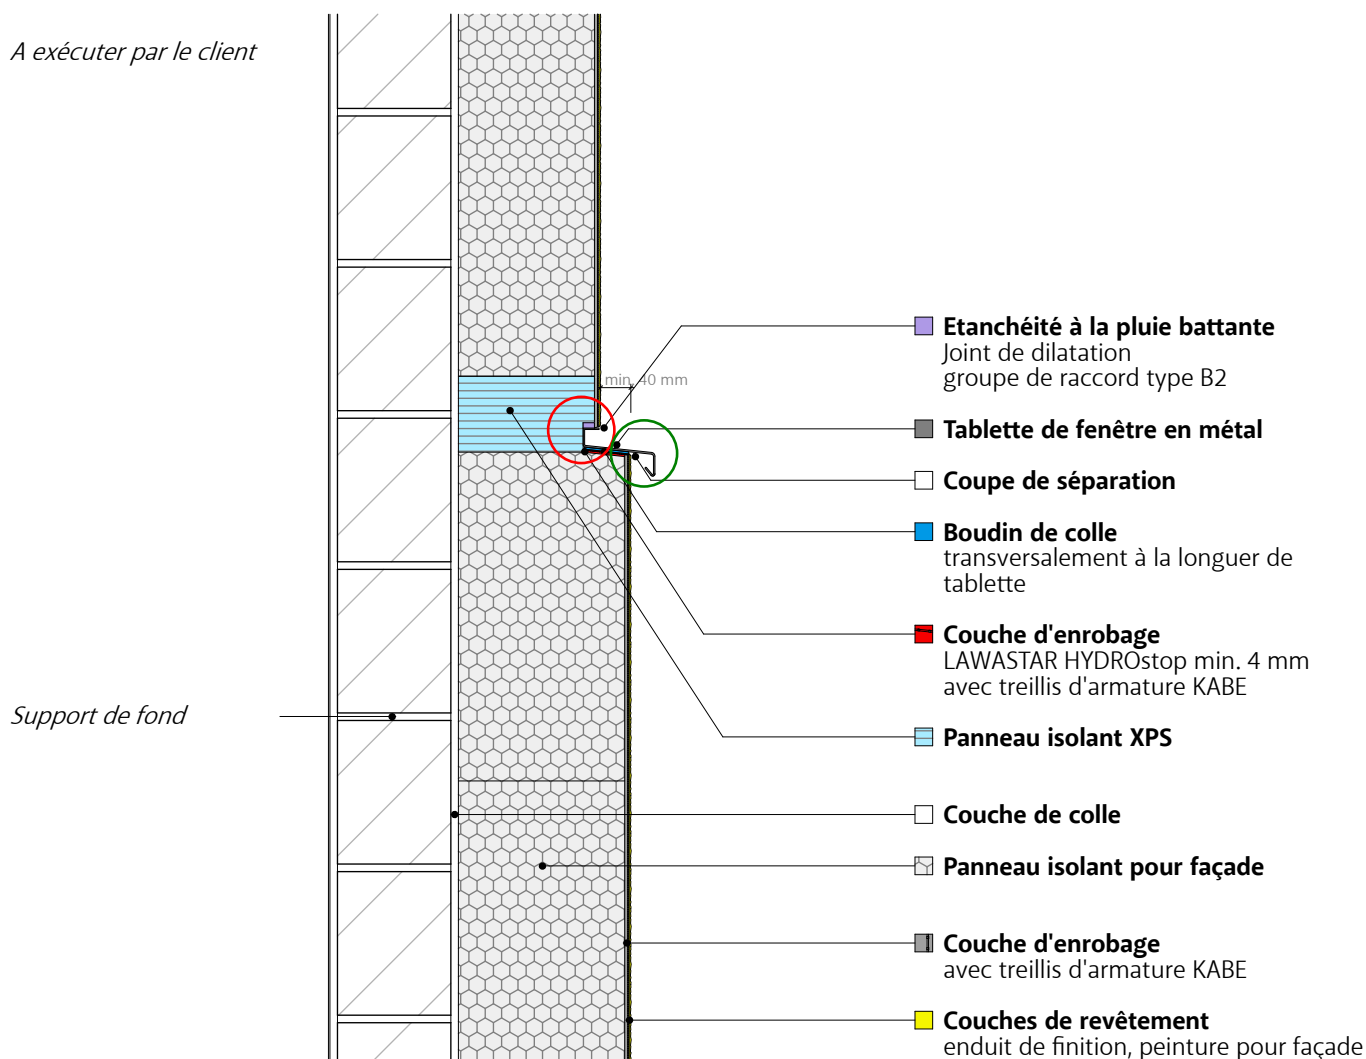 A exécuter par le client
Etanchéité à la pluie battante
Joint de dilatation
groupe de raccord type B2
min. 40 mm
Tablette de fenêtre en métal
Coupe de séparation
Boudin de colle
transversalement à la longuer de
tablette
Couche d'enrobage
LAWASTAR HYDROstop min. 4 mm
avec treillis d'armature KABE
Support de fond
Panneau isolant XPS
Couche de colle
Panneau isolant pour façade
Couche d'enrobage
avec treillis d'armature KABE
Couches de revêtement
enduit de finition, peinture pour façade